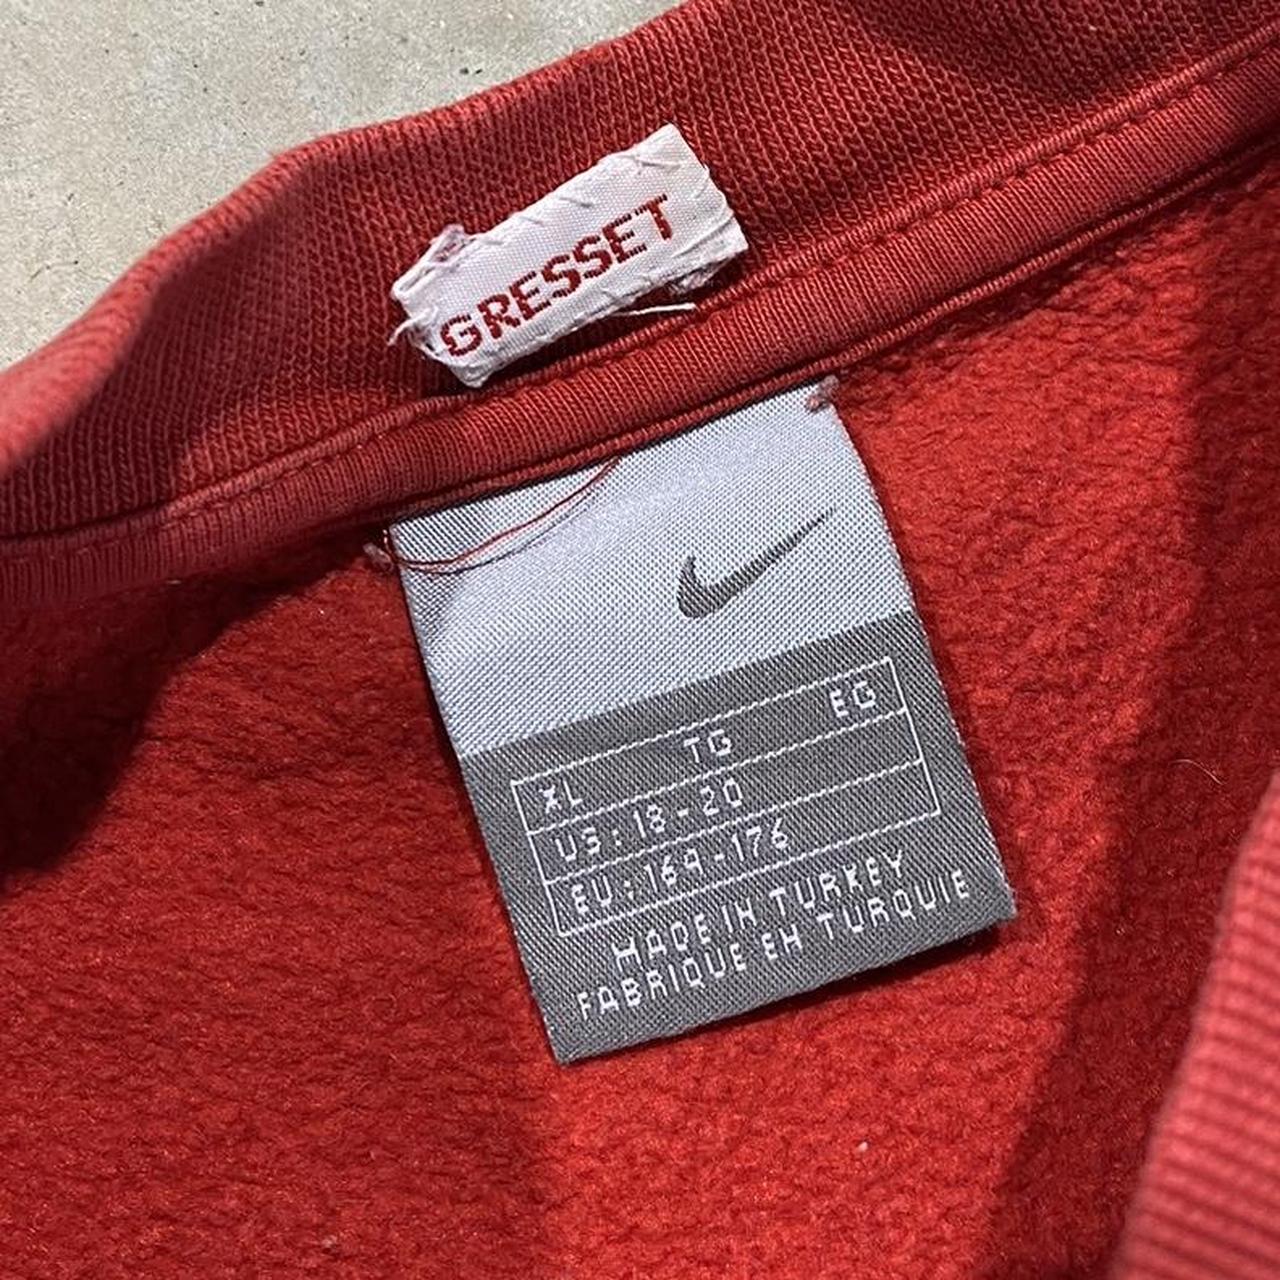 GRESSET
XL TG EG
US: 18-20
EU: 164-176
MADE IN TURKEY
FABRIQUE EN TURQUIE